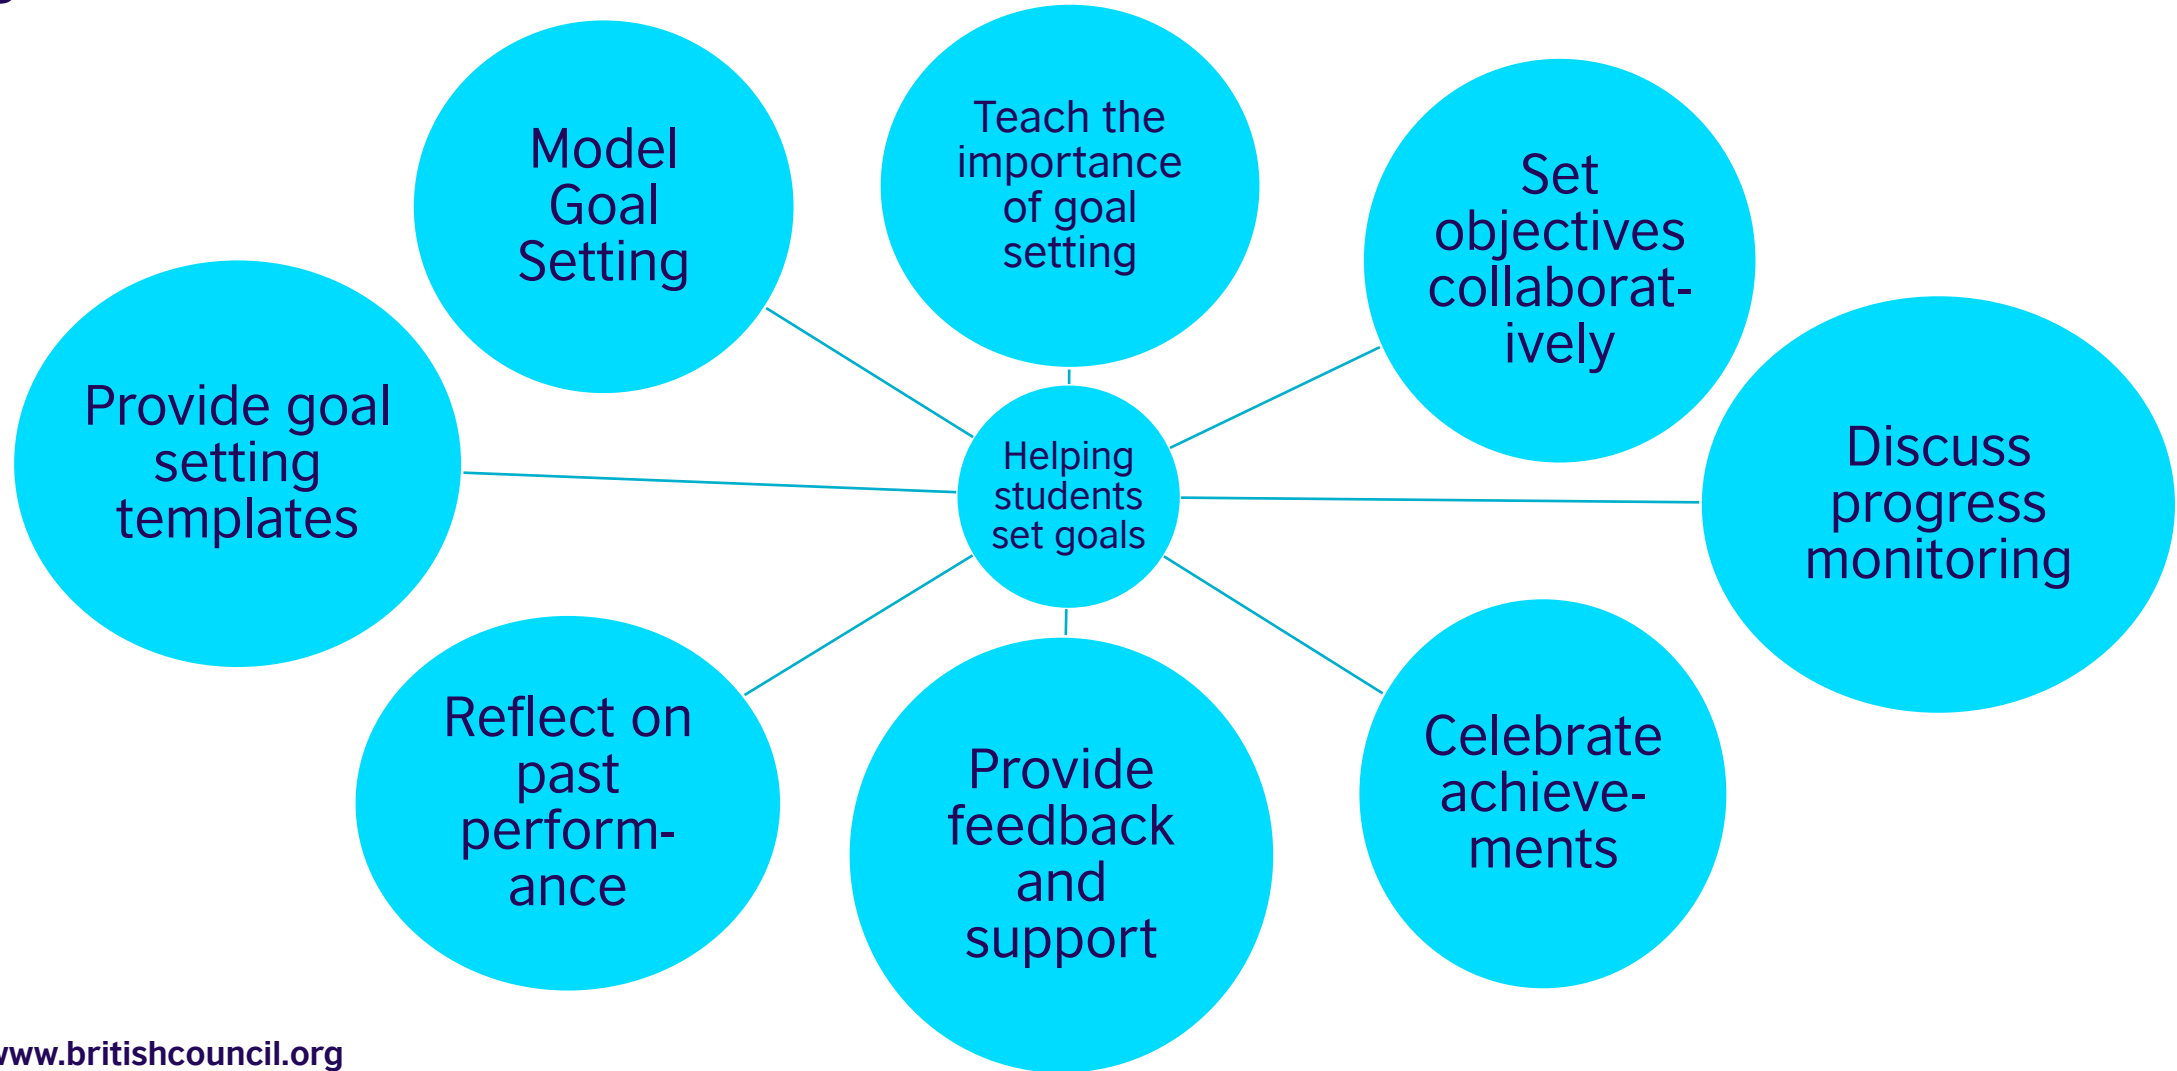 Teach the
importance
of goal
setting
Model
Goal
Setting
Set
objectives
collaborat-
ively
Provide goal
setting
templates
Helping
students
set goals
Discuss
progress
monitoring
Reflect on
past
perform-
ance
Provide
feedback
and
support
Celebrate
achieve-
ments
www.britishcouncil.org